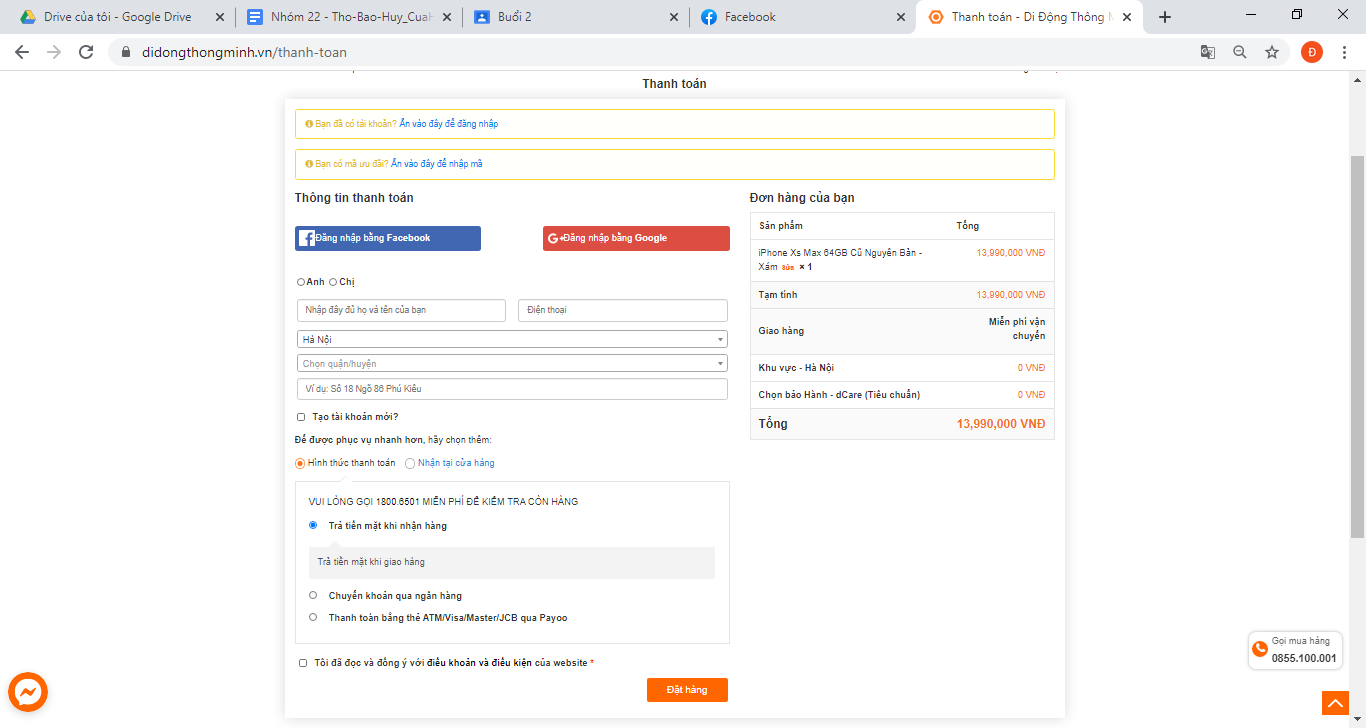 Drive của tôi - Google Drive
Nhóm 22 - Tho-Bao-Huy_Cua
Buổi 2
Facebook
Thanh toán - Di Động Thông
didongthongminh.vn/thanh-toan
Đ
Thanh toán
Bạn đã có tài khoản? Ấn vào đây để đăng nhập
Bạn có mã ưu đãi? Ấn vào đây để nhập mã
Thông tin thanh toán
Đăng nhập bằng Facebook
G+ Đăng nhập bằng Google
Anh Chị
Nhập đầy đủ họ và tên của bạn
Điện thoại
Hà Nội
Chọn quận/huyện
Ví dụ: Số 18 Ngõ 86 Phú Kiều
Tạo tài khoản mới?
Để được phục vụ nhanh hơn, hãy chọn thêm:
Hình thức thanh toán Nhận tại cửa hàng
VUI LÒNG GỌI 1800.6501 MIỄN PHÍ ĐỂ KIỂM TRA CÒN HÀNG
Trả tiền mặt khi nhận hàng
Trả tiền mặt khi giao hàng
Chuyển khoản qua ngân hàng
Thanh toán bằng thẻ ATM/Visa/Master/JCB qua Payoo
Tôi đã đọc và đồng ý với điều khoản và điều kiện của website *
Đặt hàng
Đơn hàng của bạn
Sản phẩm Tổng
iPhone Xs Max 64GB Cũ Nguyên Bản - 13,990,000 VNĐ
Xám sửa × 1
Tạm tính 13,990,000 VNĐ
Giao hàng Miễn phí vận
chuyển
Khu vực - Hà Nội 0 VNĐ
Chọn bảo Hành - dCare (Tiêu chuẩn) 0 VNĐ
Tổng 13,990,000 VNĐ
Gọi mua hàng
0855.100.001